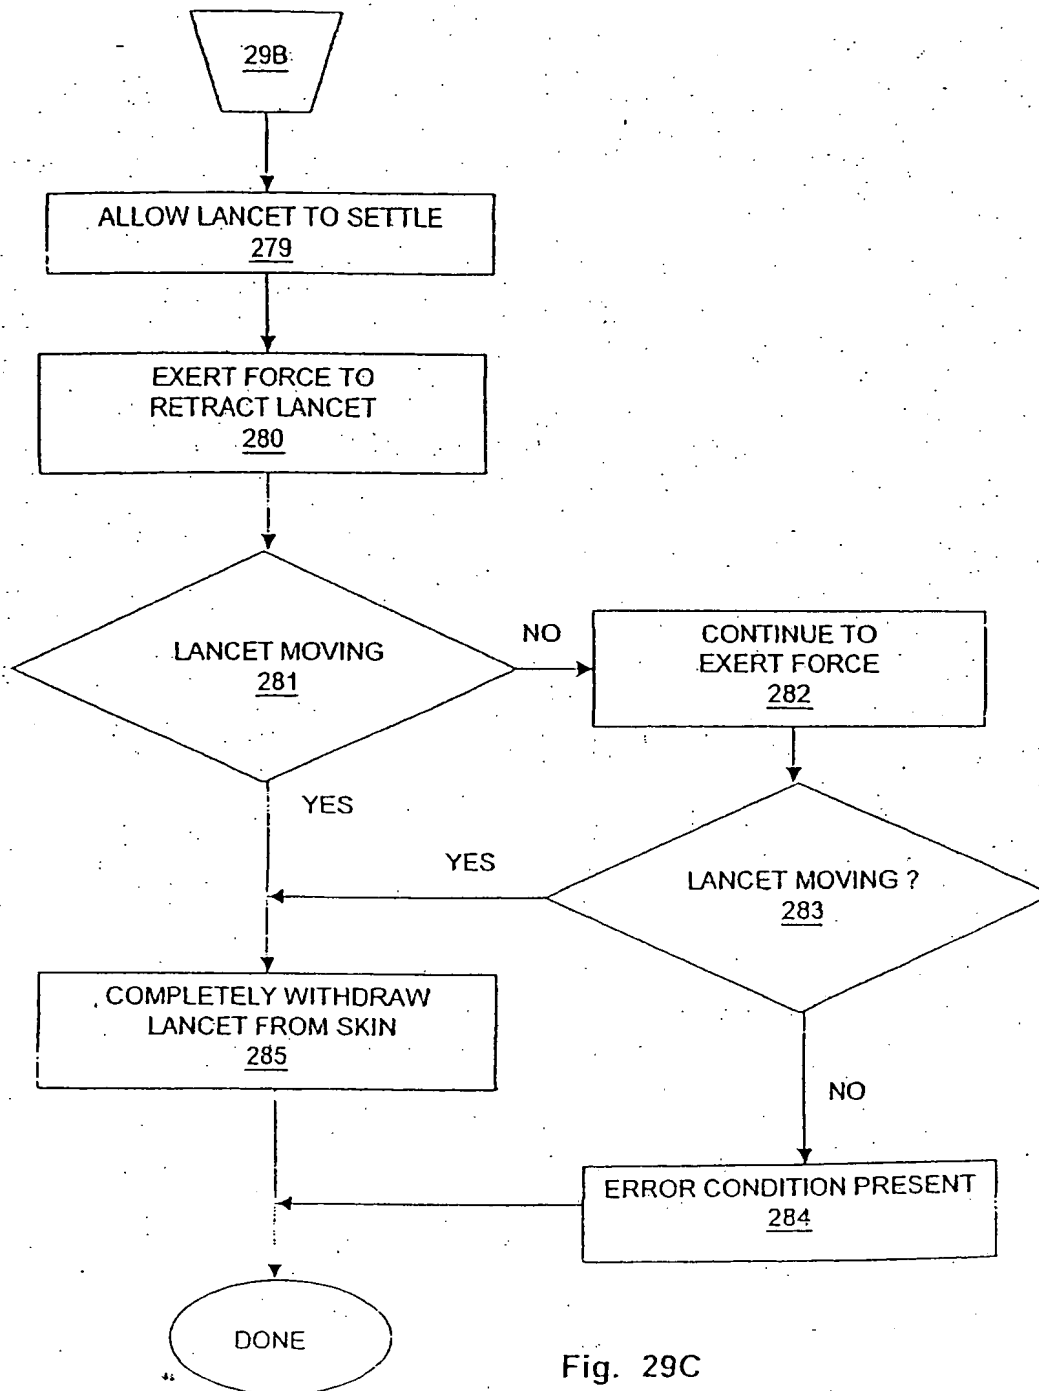 29B
ALLOW LANCET TO SETTLE
279
EXERT FORCE TO
RETRACT LANCET
280
LANCET MOVING
281
NO
CONTINUE TO
EXERT FORCE
282
YES
YES
LANCET MOVING ?
283
COMPLETELY WITHDRAW
LANCET FROM SKIN
285
NO
ERROR CONDITION PRESENT
284
DONE
Fig. 29C